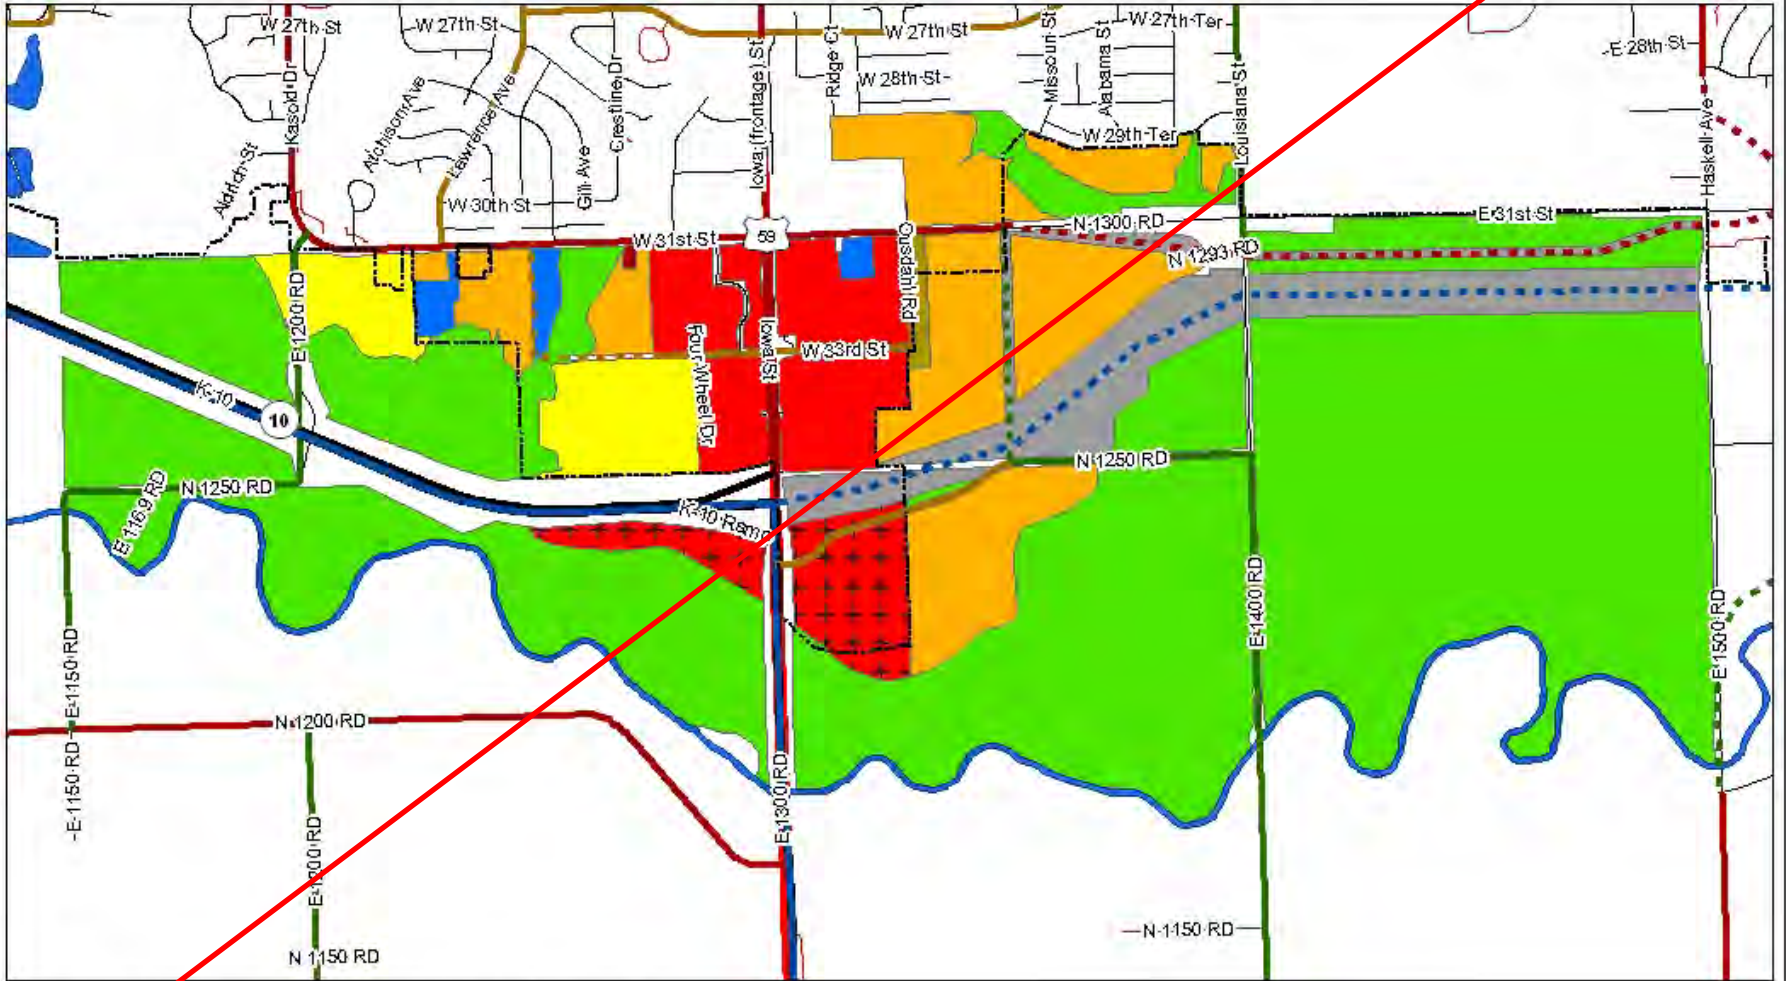 W 27th St
W 27th St
W 27th St
W 27th Ter
E 28th St
W 28th St
Kasold Dr
Atchison Ave
Lawrence Ave
Crestline Dr
Iowa (frontage) St
Ridge Ct
Missouri St
Alabama St
Louisiana St
Haskell Ave
W 29th Ter
Aldrich St
Gill Ave
W 30th St
W 31st St
59
N 1300 RD
E 31st St
N 1293 RD
Ousdahl Rd
E 1200 RD
Four Wheel Dr
Iowa St
W 33rd St
K-10
10
N 1250 RD
N 1250 RD
E 1169 RD
K-10 Ramp
E 1400 RD
E 1500 RD
E 1150 RD
N 1200 RD
E 1150 RD
E 1300 RD
E 1200 RD
N 1150 RD
N 1150 RD